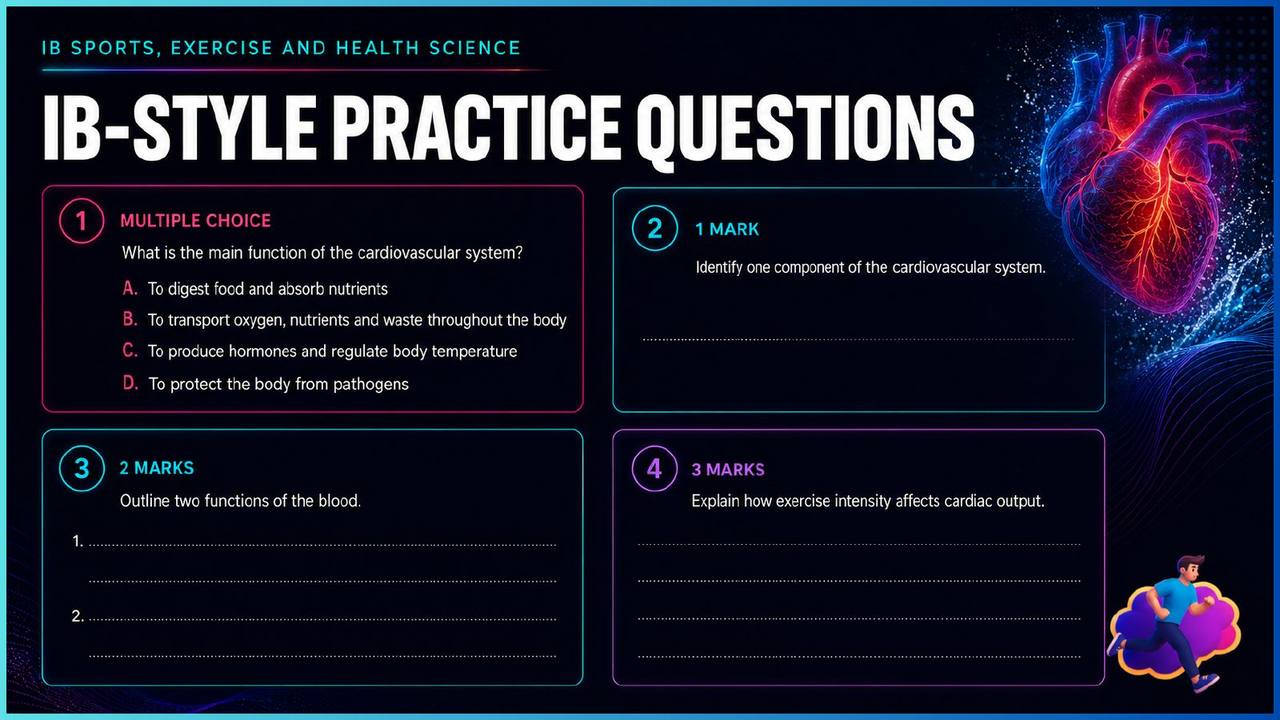 IB SPORTS, EXERCISE AND HEALTH SCIENCE
IB-STYLE PRACTICE QUESTIONS
1 MULTIPLE CHOICE
What is the main function of the cardiovascular system?
A. To digest food and absorb nutrients
B. To transport oxygen, nutrients and waste throughout the body
C. To produce hormones and regulate body temperature
D. To protect the body from pathogens
2 1 MARK
Identify one component of the cardiovascular system.
3 2 MARKS
Outline two functions of the blood.
1.
2.
4 3 MARKS
Explain how exercise intensity affects cardiac output.